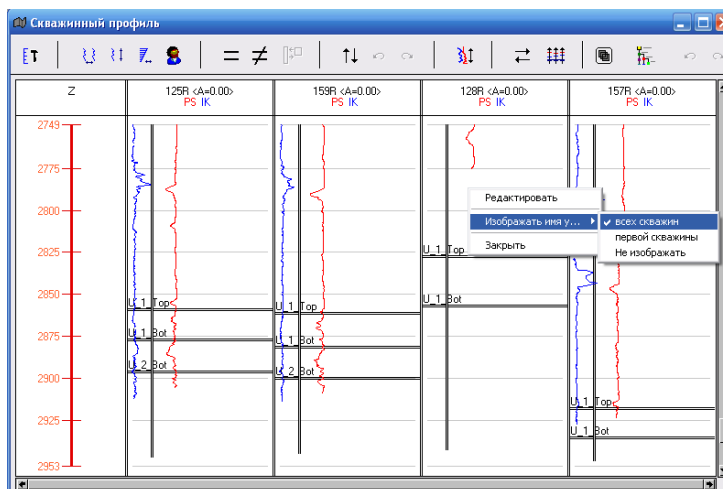 Скважинный профиль
Z
125R <A=0.00>
PS IK
159R <A=0.00>
PS IK
128R <A=0.00>
PS IK
157R <A=0.00>
PS IK
2749
2775
2800
2825
2850
2875
2900
2925
2953
U_1_Top
U_1_Bot
U_2_Bot
U_1_Top
U_1_Bot
U_2_Bot
U_1_Top
U_1_Bot
U_1_Top
U_1_Bot
Редактировать
Изображать имя у...
Закрыть
всех скважин
первой скважины
Не изображать